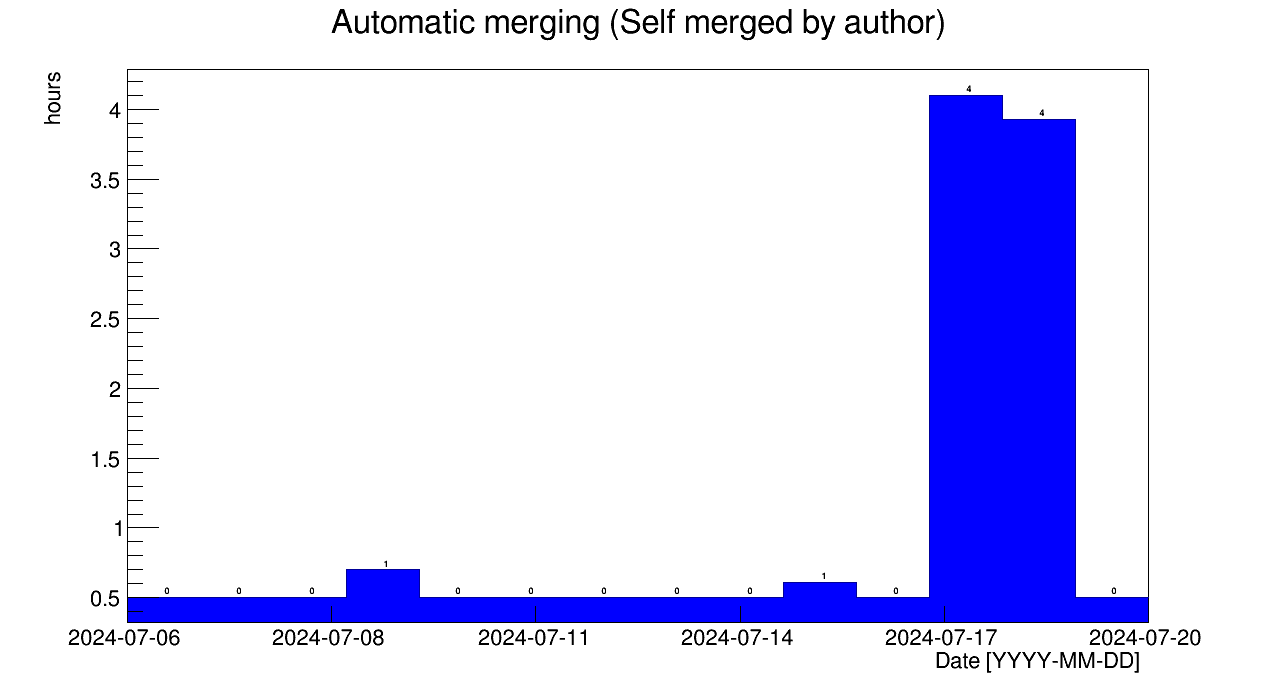 Automatic merging (Self merged by author)
hours
4
3.5
3
2.5
2
1.5
1
0.5
0 0 0 1 0 0 0 0 0 1 0 4 4 0
2024-07-06 2024-07-08 2024-07-11 2024-07-14 2024-07-17 2024-07-20
Date [YYYY-MM-DD]